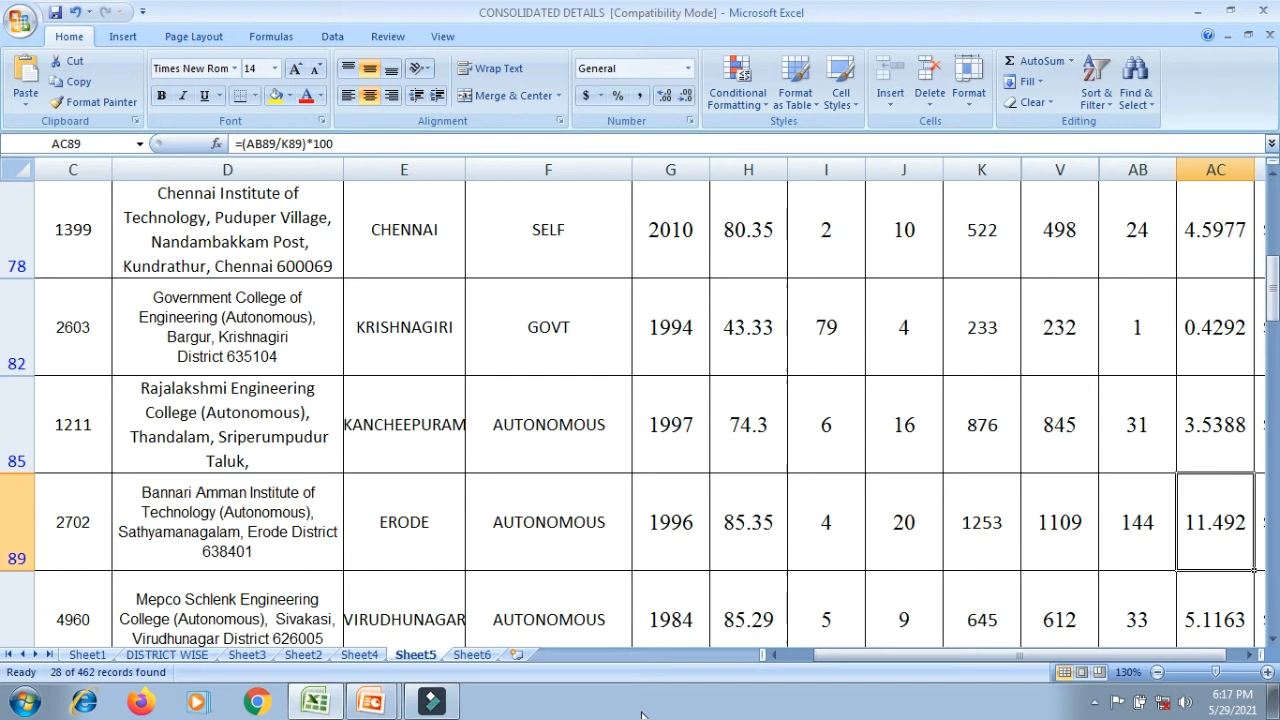 CONSOLIDATED DETAILS [Compatibility Mode] - Microsoft Excel
Home Insert Page Layout Formulas Data Review View
Paste
Cut
Copy
Format Painter
Clipboard
Times New Rom 14
B I U
Font
Wrap Text
Merge & Center
Alignment
General
$ % ,
Number
Conditional Formatting
Format as Table
Cell Styles
Styles
Insert Delete Format
Cells
Σ AutoSum
Fill
Clear
Sort & Filter
Find & Select
Editing
AC89 fx =(AB89/K89)*100
C D E F G H I J K V AB AC
78 1399
Chennai Institute of
Technology, Puduper Village,
Nandambakkam Post,
Kundrathur, Chennai 600069
CHENNAI SELF 2010 80.35 2 10 522 498 24 4.5977
82 2603
Government College of
Engineering (Autonomous),
Bargur, Krishnagiri
District 635104
KRISHNAGIRI GOVT 1994 43.33 79 4 233 232 1 0.4292
85 1211
Rajalakshmi Engineering
College (Autonomous),
Thandalam, Sriperumpudur
Taluk,
KANCHEEPURAM AUTONOMOUS 1997 74.3 6 16 876 845 31 3.5388
89 2702
Bannari Amman Institute of
Technology (Autonomous),
Sathyamanagalam, Erode District
638401
ERODE AUTONOMOUS 1996 85.35 4 20 1253 1109 144 11.492
4960
Mepco Schlenk Engineering
College (Autonomous), Sivakasi,
Virudhunagar District 626005
VIRUDHUNAGAR AUTONOMOUS 1984 85.29 5 9 645 612 33 5.1163
Sheet1 DISTRICT WISE Sheet3 Sheet2 Sheet4 Sheet5 Sheet6
Ready 28 of 462 records found 130%
6:17 PM
5/29/2021